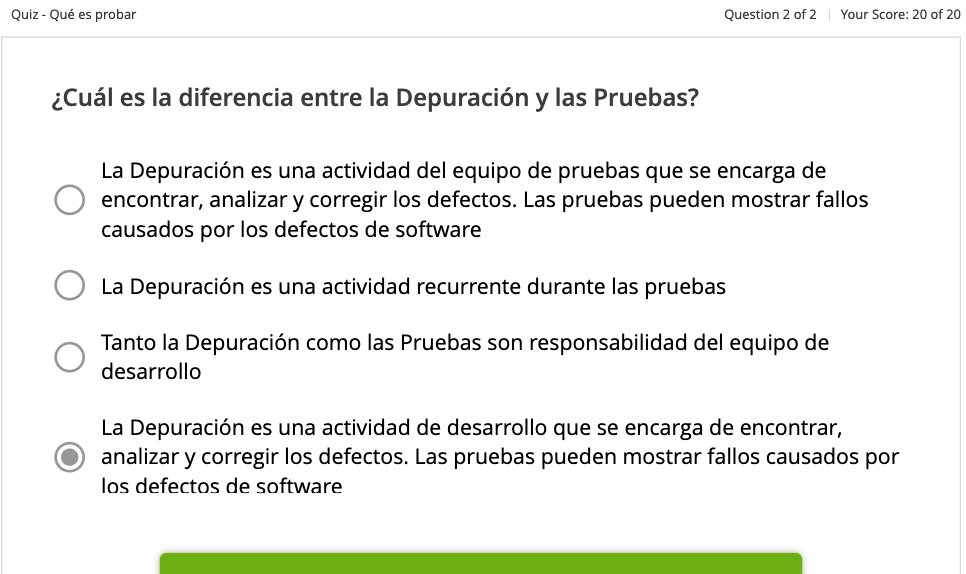 Quiz - Qué es probar
Question 2 of 2
Your Score: 20 of 20
¿Cuál es la diferencia entre la Depuración y las Pruebas?
La Depuración es una actividad del equipo de pruebas que se encarga de
encontrar, analizar y corregir los defectos. Las pruebas pueden mostrar fallos
causados por los defectos de software
La Depuración es una actividad recurrente durante las pruebas
Tanto la Depuración como las Pruebas son responsabilidad del equipo de
desarrollo
La Depuración es una actividad de desarrollo que se encarga de encontrar,
analizar y corregir los defectos. Las pruebas pueden mostrar fallos causados por
los defectos de software